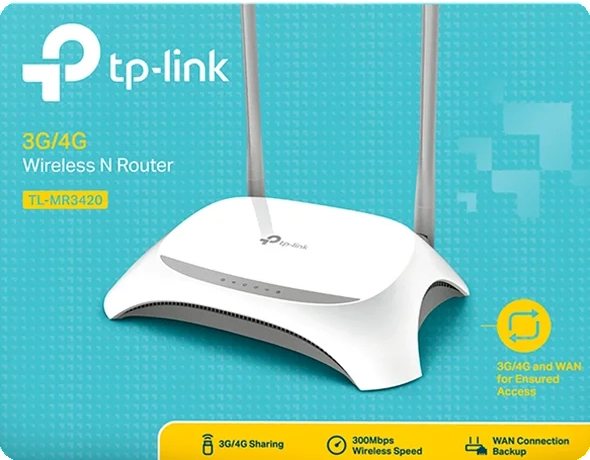 tp-link
3G/4G
Wireless N Router
TL-MR3420
tp-link
3G/4G and WAN
for Ensured
Access
3G/4G Sharing
300Mbps
Wireless Speed
WAN Connection
Backup